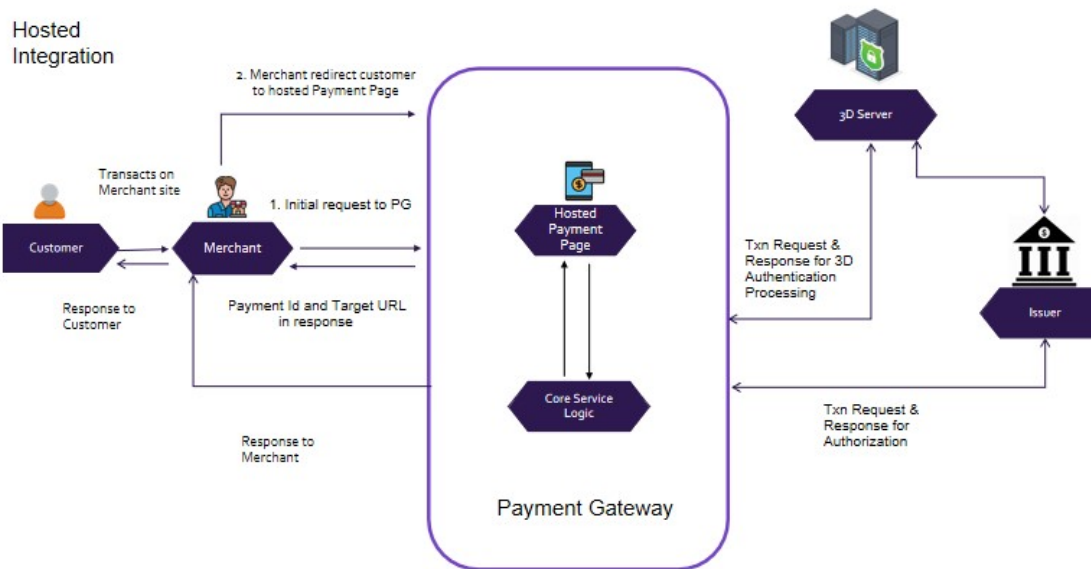 Hosted
Integration
2. Merchant redirect customer
to hosted Payment Page
3D Server
Transacts on
Merchant site
1. Initial request to PG
Customer
Merchant
Hosted
Payment
Page
Txn Request &
Response for 3D
Authentication
Processing
Response to
Customer
Payment Id and Target URL
in response
Issuer
Core Service
Logic
Txn Request &
Response for
Authorization
Response to
Merchant
Payment Gateway